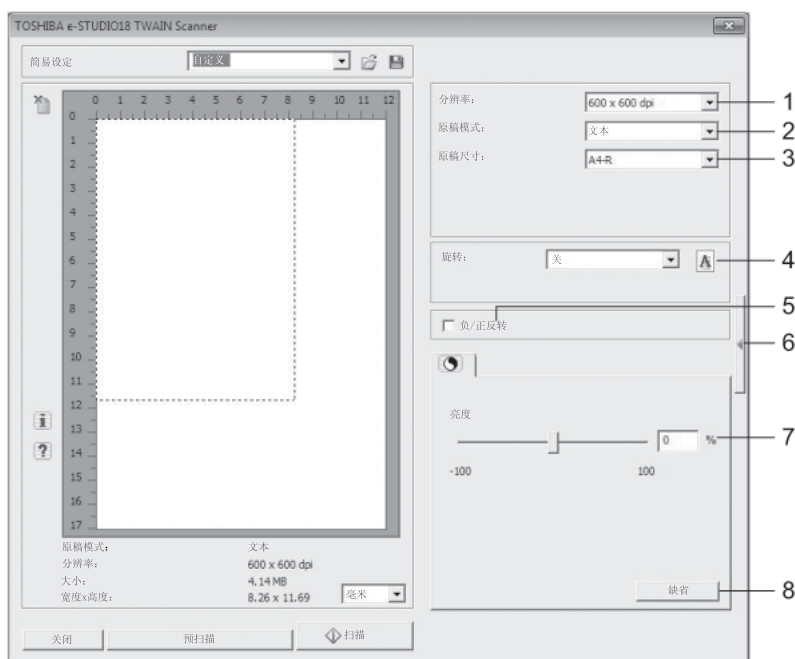 TOSHIBA e-STUDIO18 TWAIN Scanner
简易设定
自定义
0 1 2 3 4 5 6 7 8 9 10 11 12
0
1
2
3
4
5
6
7
8
9
10
11
12
13
14
15
16
17
原稿模式: 文本
分辨率: 600 x 600 dpi
大小: 4.14 MB
宽度x高度: 8.26 x 11.69 毫米
关闭
预扫描
扫描
分辨率: 600 x 600 dpi 1
原稿模式: 文本 2
原稿尺寸: A4-R 3
旋转: 关 A 4
5
负/正反转
6
亮度
0 % 7
-100 100
缺省 8